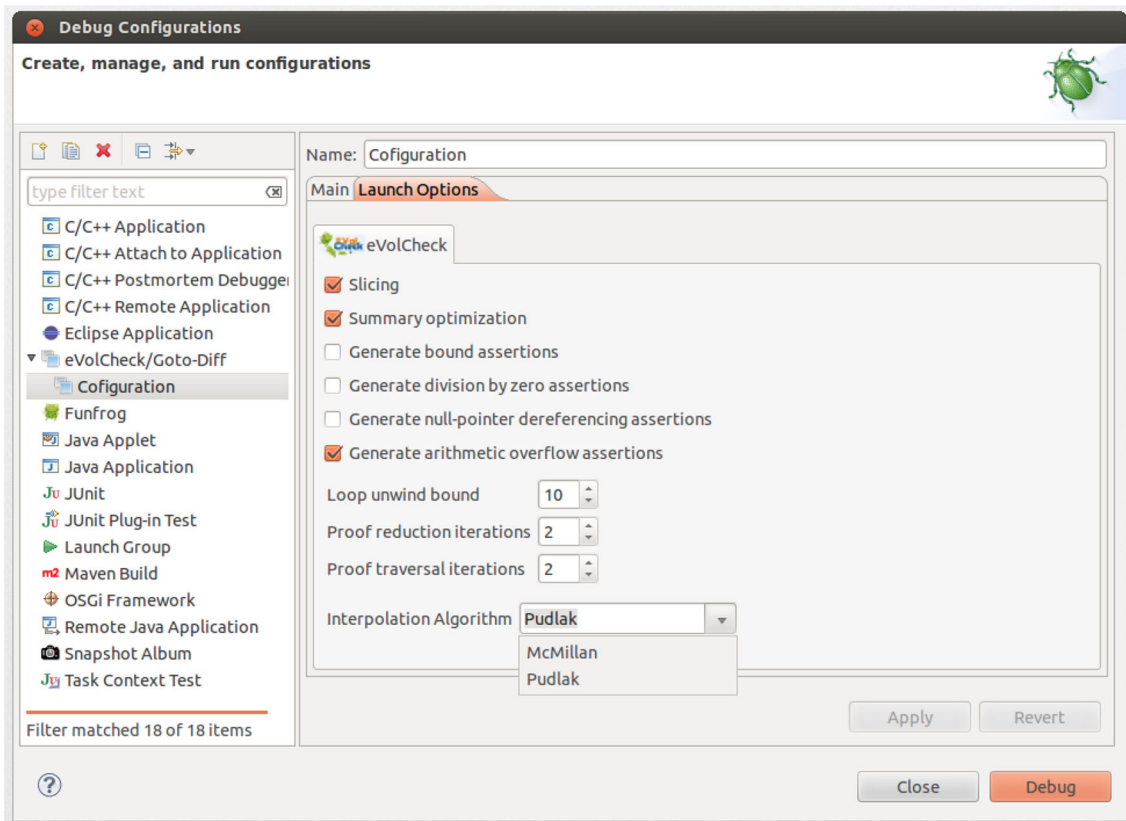 Debug Configurations
Create, manage, and run configurations
type filter text
C/C++ Application
C/C++ Attach to Application
C/C++ Postmortem Debugger
C/C++ Remote Application
Eclipse Application
eVolCheck/Goto-Diff
Cofiguration
Funfrog
Java Applet
Java Application
JU JUnit
JU JUnit Plug-in Test
Launch Group
m2 Maven Build
OSGi Framework
Remote Java Application
Snapshot Album
JU Task Context Test
Filter matched 18 of 18 items
Name: Cofiguration
Main Launch Options
eVolCheck
Slicing
Summary optimization
Generate bound assertions
Generate division by zero assertions
Generate null-pointer dereferencing assertions
Generate arithmetic overflow assertions
Loop unwind bound 10
Proof reduction iterations 2
Proof traversal iterations 2
Interpolation Algorithm Pudlak
McMillan
Pudlak
Apply Revert
? Close Debug